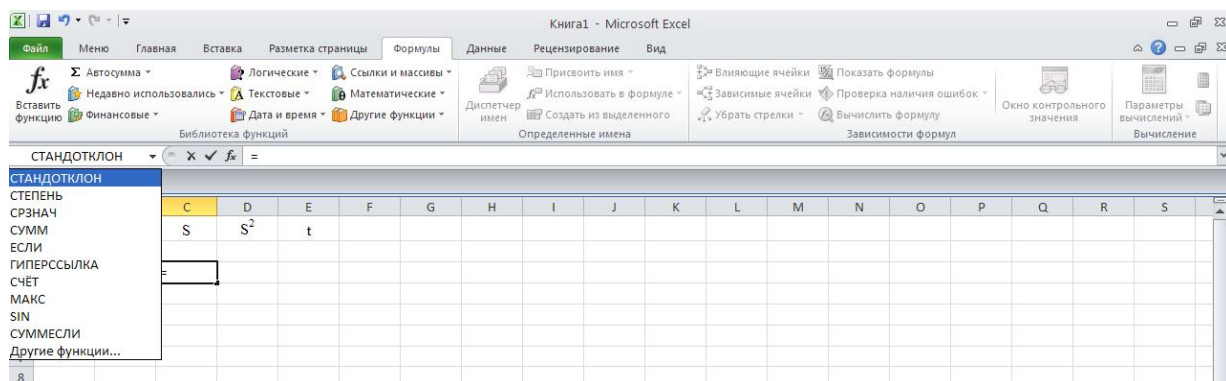 Книга1 - Microsoft Excel
Файл Меню Главная Вставка Разметка страницы Формулы Данные Рецензирование Вид
fx Вставить функцию
Σ Автосумма
Недавно использовались
Финансовые
Логические
Текстовые
Дата и время
Ссылки и массивы
Математические
Другие функции
Библиотека функций
Диспетчер имен
Присвоить имя
Использовать в формуле
Создать из выделенного
Определенные имена
Влияющие ячейки
Зависимые ячейки
Убрать стрелки
Показать формулы
Проверка наличия ошибок
Вычислить формулу
Зависимости формул
Окно контрольного значения
Параметры вычислений
Вычисление
СТАНДОТКЛОН fx =
СТАНДОТКЛОН
СТЕПЕНЬ
СРЗНАЧ
СУММ
ЕСЛИ
ГИПЕРССЫЛКА
СЧЁТ
МАКС
SIN
СУММЕСЛИ
Другие функции...
C D E F G H I J K L M N O P Q R S
S S² t
=
8